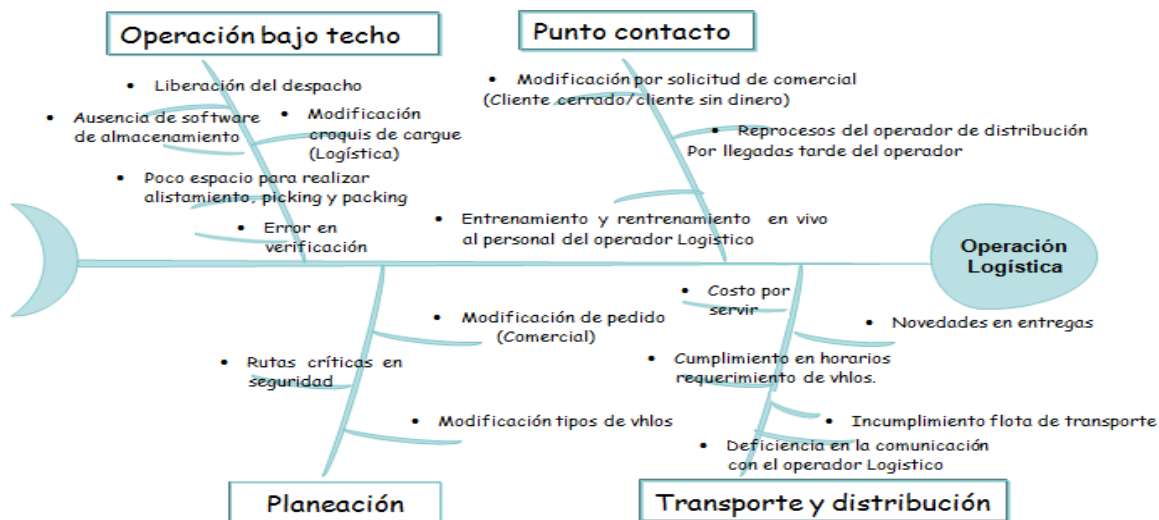 Operación bajo techo
• Liberación del despacho
• Ausencia de software
de almacenamiento
• Modificación
croquis de cargue
(Logística)
• Poco espacio para realizar
alistamiento, picking y packing
• Error en
verificación
Punto contacto
• Modificación por solicitud de comercial
(Cliente cerrado/cliente sin dinero)
• Reprocesos del operador de distribución
Por llegadas tarde del operador
• Entrenamiento y rentrenamiento en vivo
al personal del operador Logistico
Operación
Logística
• Modificación de pedido
(Comercial)
• Rutas críticas en
seguridad
• Modificación tipos de vhlos
Planeación
• Costo por
servir
• Novedades en entregas
• Cumplimiento en horarios
requerimiento de vhlos.
• Incumplimiento flota de transporte
• Deficiencia en la comunicación
con el operador Logistico
Transporte y distribución